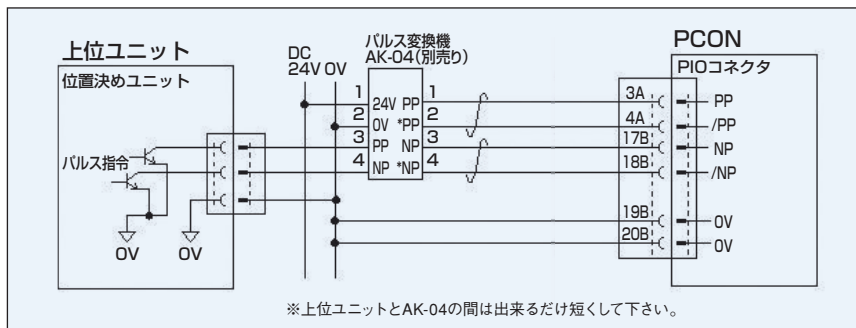 上位ユニット
位置決めユニット
パルス指令
0V
0V
DC
24V 0V
パルス変換機
AK-04(別売り)
1 24V PP 1
2 0V *PP 2
3 PP NP 3
4 NP *NP 4
PCON
PIOコネクタ
3A PP
4A /PP
17B NP
18B /NP
19B 0V
20B 0V
※上位ユニットとAK-04の間は出来るだけ短くして下さい。